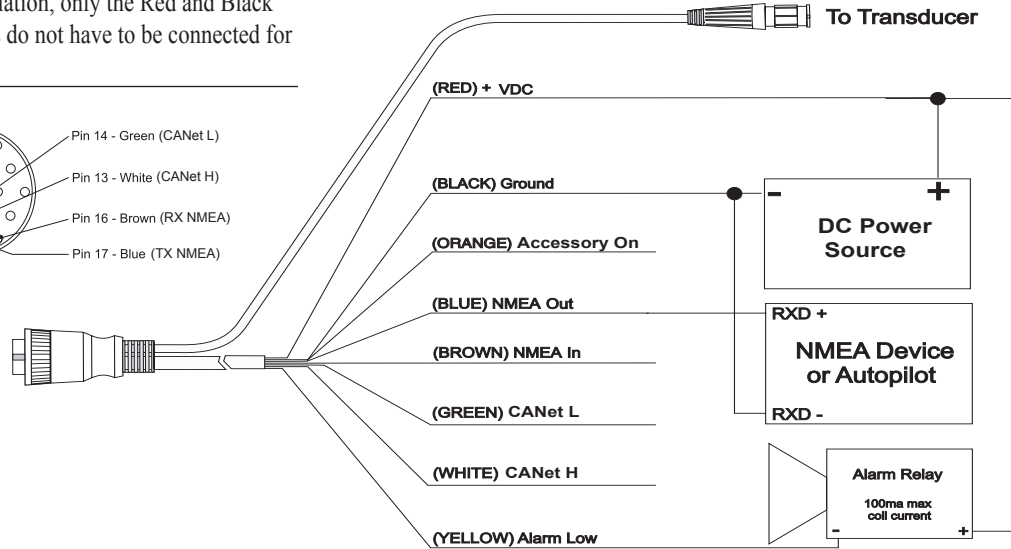 only the Red and Black
do not have to be connected for
Pin 14 - Green (CANet L)
Pin 13 - White (CANet H)
Pin 16 - Brown (RX NMEA)
Pin 17 - Blue (TX NMEA)
To Transducer
(RED) + VDC
(BLACK) Ground
(ORANGE) Accessory On
(BLUE) NMEA Out
(BROWN) NMEA In
(GREEN) CANet L
(WHITE) CANet H
(YELLOW) Alarm Low
- +
DC Power
Source
RXD +
NMEA Device
or Autopilot
RXD -
Alarm Relay
100ma max
coil current
- +